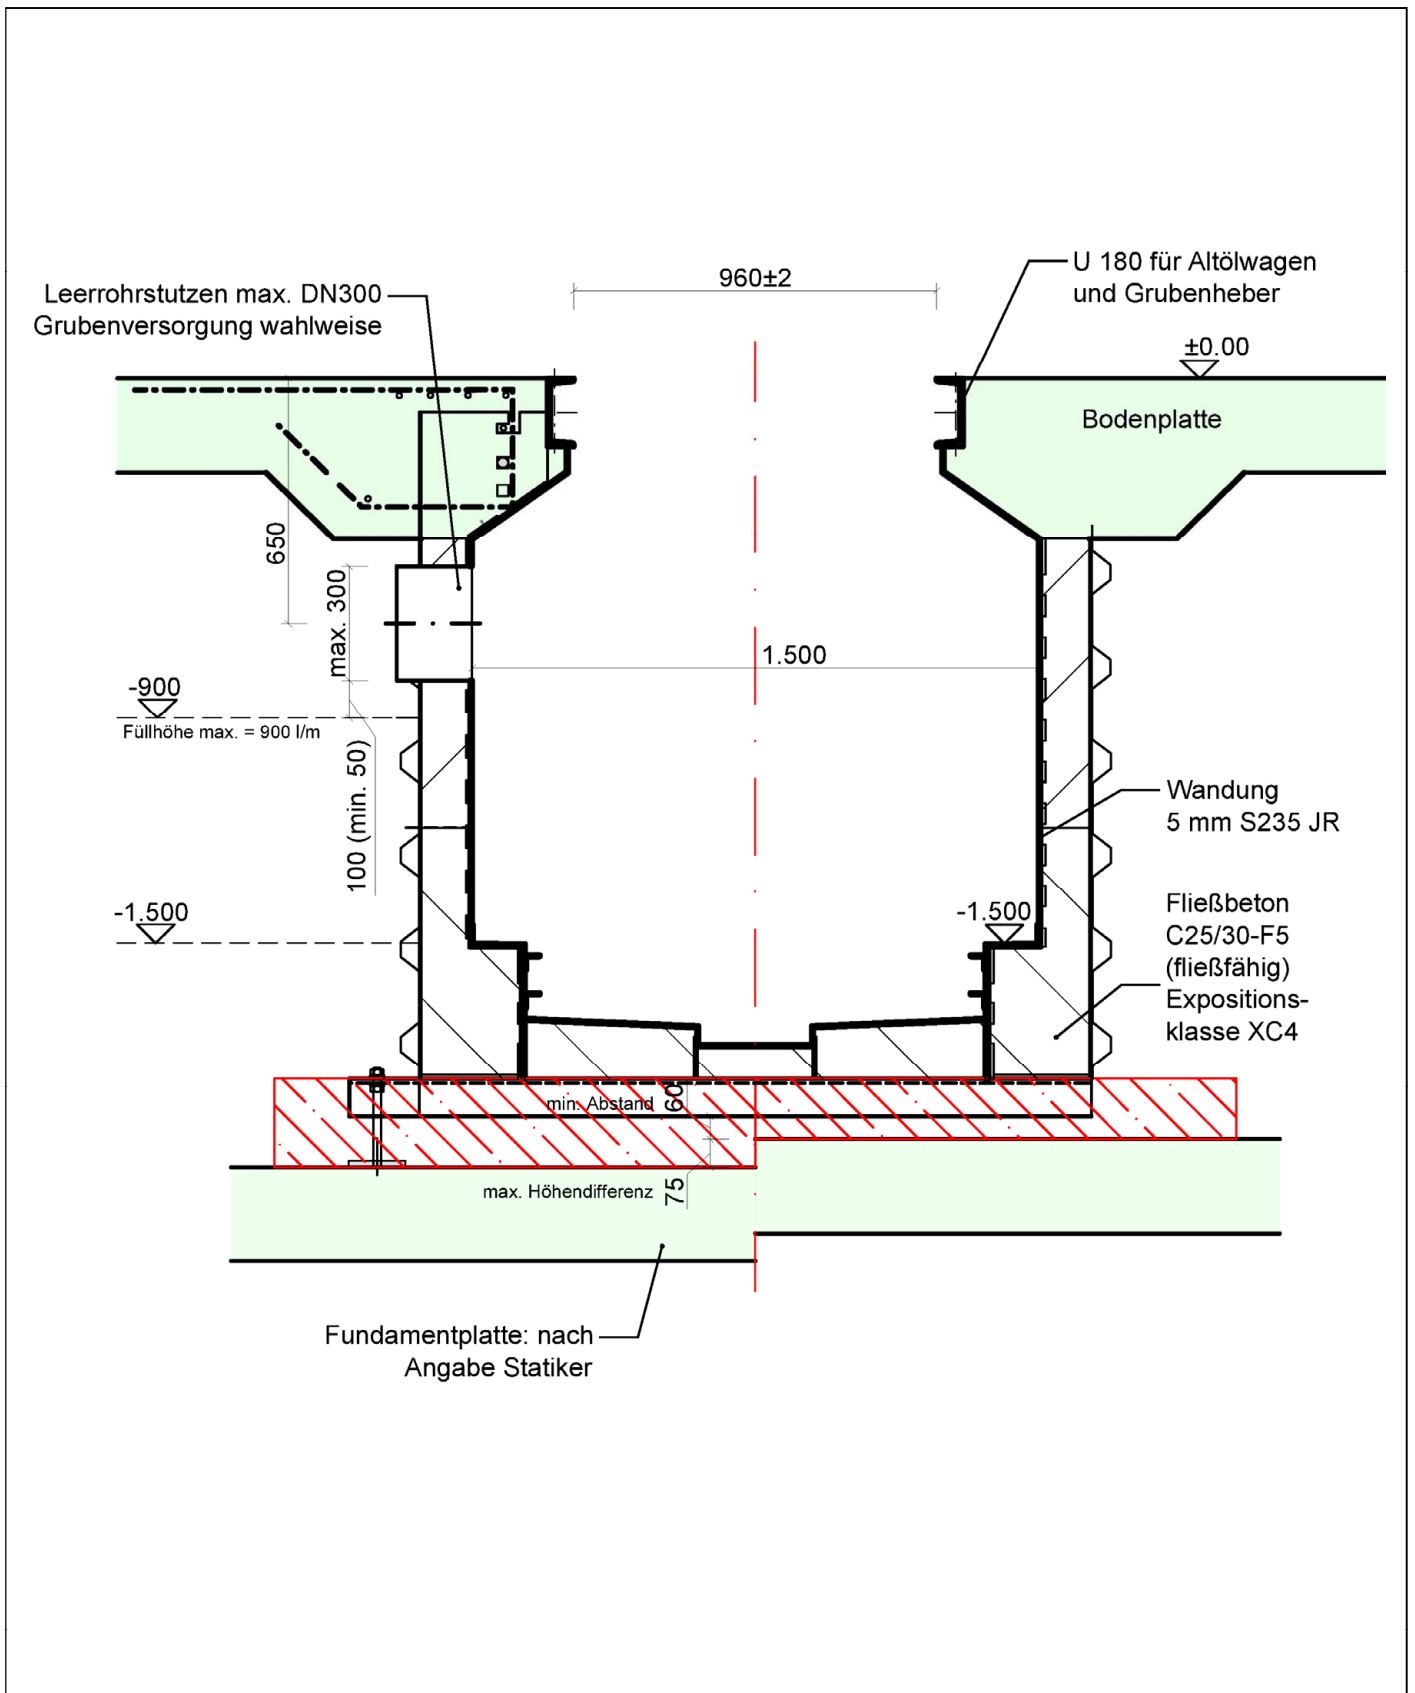 960±2
U 180 für Altölwagen
und Grubenheber
Leerrohrstutzen max. DN300
Grubenversorgung wahlweise
±0.00
Bodenplatte
650
max. 300
1.500
-900
Füllhöhe max. = 900 l/m
100 (min. 50)
Wandung
5 mm S235 JR
-1.500
-1.500
Fließbeton
C25/30-F5
(fließfähig)
Expositions-
klasse XC4
min. Abstand
60
max. Höhendifferenz
75
Fundamentplatte: nach
Angabe Statiker